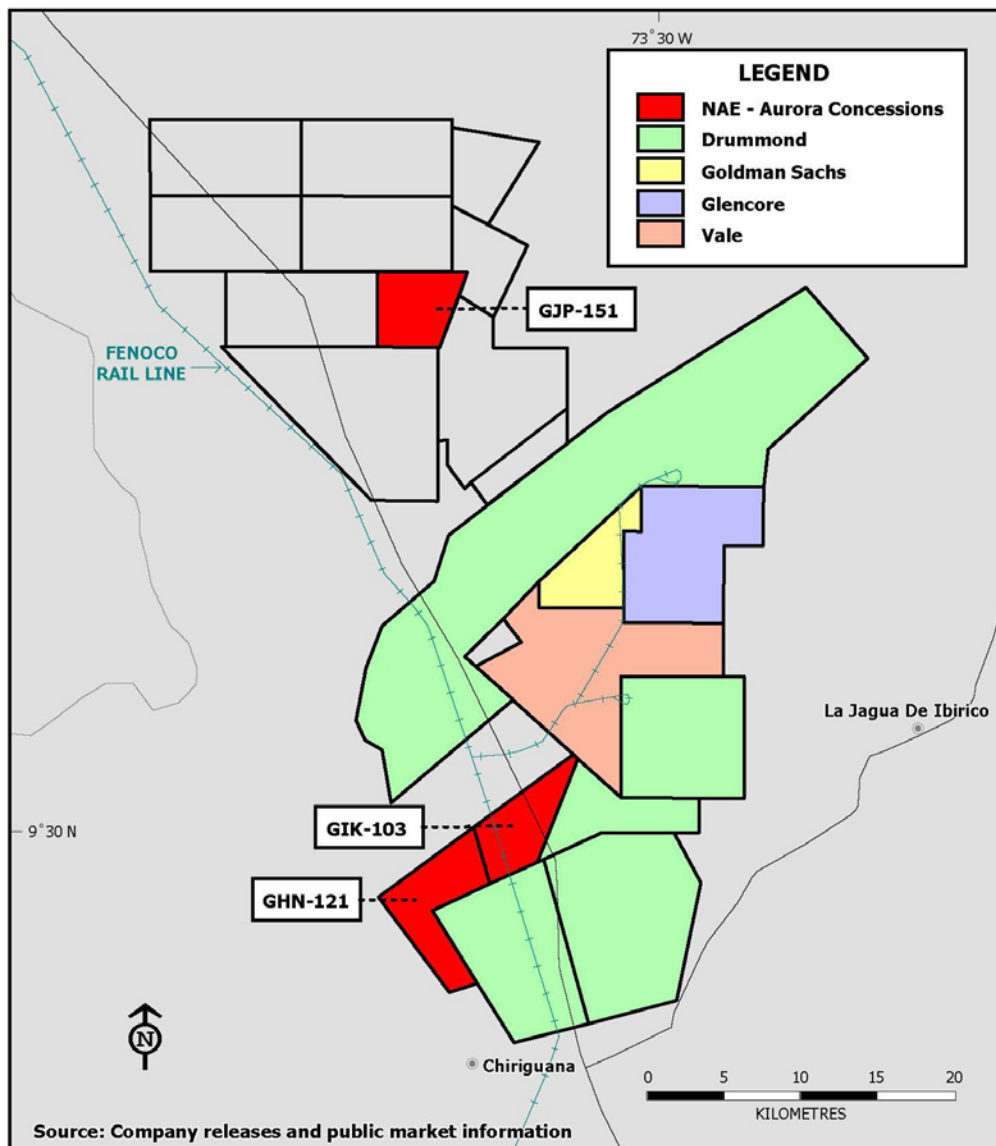 73°30 W
LEGEND
NAE - Aurora Concessions
Drummond
Goldman Sachs
Glencore
Vale
GJP-151
FENOCO
RAIL LINE
La Jagua De Ibirico
GIK-103
9°30 N
GHN-121
N
Chiriguana
0 5 10 15 20
KILOMETRES
Source: Company releases and public market information